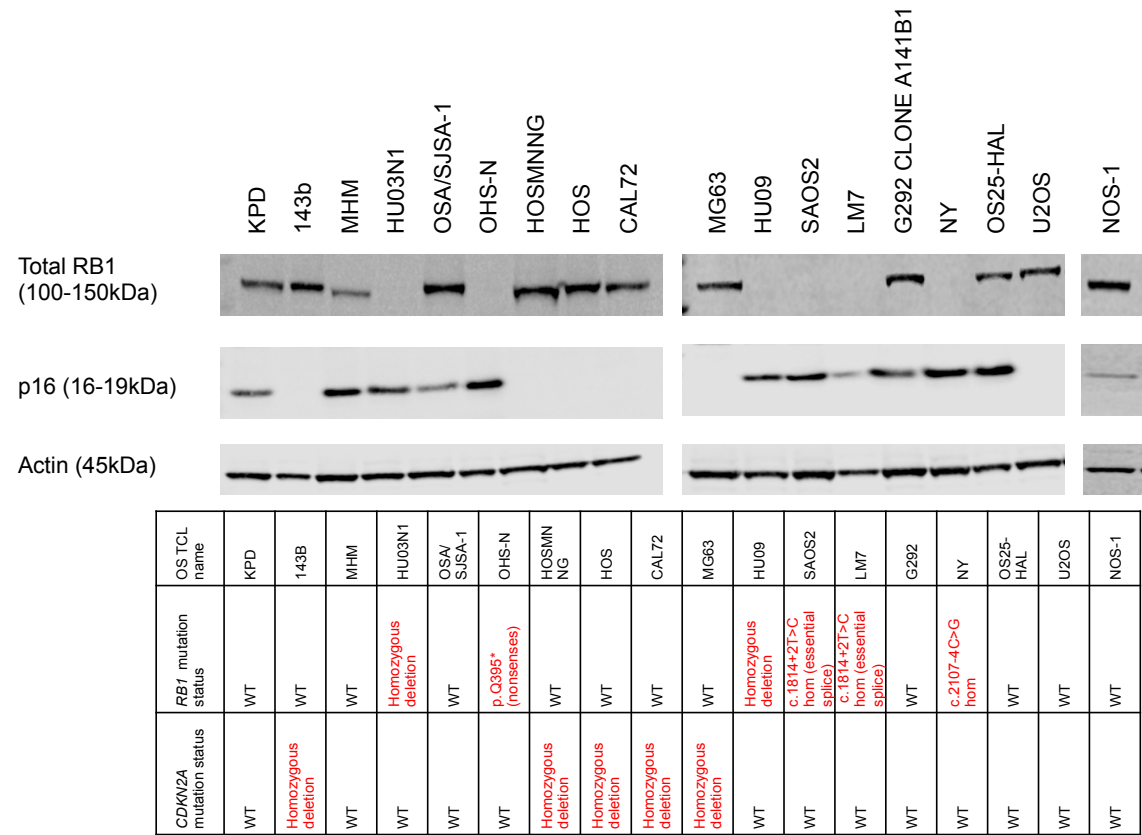 KPD
143b
MHM
HU03N1
OSA/SJSA-1
OHS-N
HOSMNNG
HOS
CAL72
MG63
HU09
SAOS2
LM7
G292 CLONE A141B1
NY
OS25-HAL
U2OS
NOS-1
Total RB1
(100-150kDa)
p16 (16-19kDa)
Actin (45kDa)
OS TCL
name
KPD
143B
MHM
HU03N1
OSA/
SJSA-1
OHS-N
HOSMN
NG
HOS
CAL72
MG63
HU09
SAOS2
LM7
G292
NY
OS25-
HAL
U2OS
NOS-1
RB1 mutation
status
WT
WT
WT
Homozygous
deletion
WT
p.Q395*
(nonsenses)
WT
WT
WT
WT
Homozygous
deletion
c.1814+2T>C
hom (essential
splice)
c.1814+2T>C
hom (essential
splice)
WT
c.2107-4C>G
hom
WT
WT
WT
CDKN2A
mutation status
WT
Homozygous
deletion
WT
WT
WT
WT
Homozygous
deletion
Homozygous
deletion
Homozygous
deletion
Homozygous
deletion
WT
WT
WT
WT
WT
WT
WT
WT